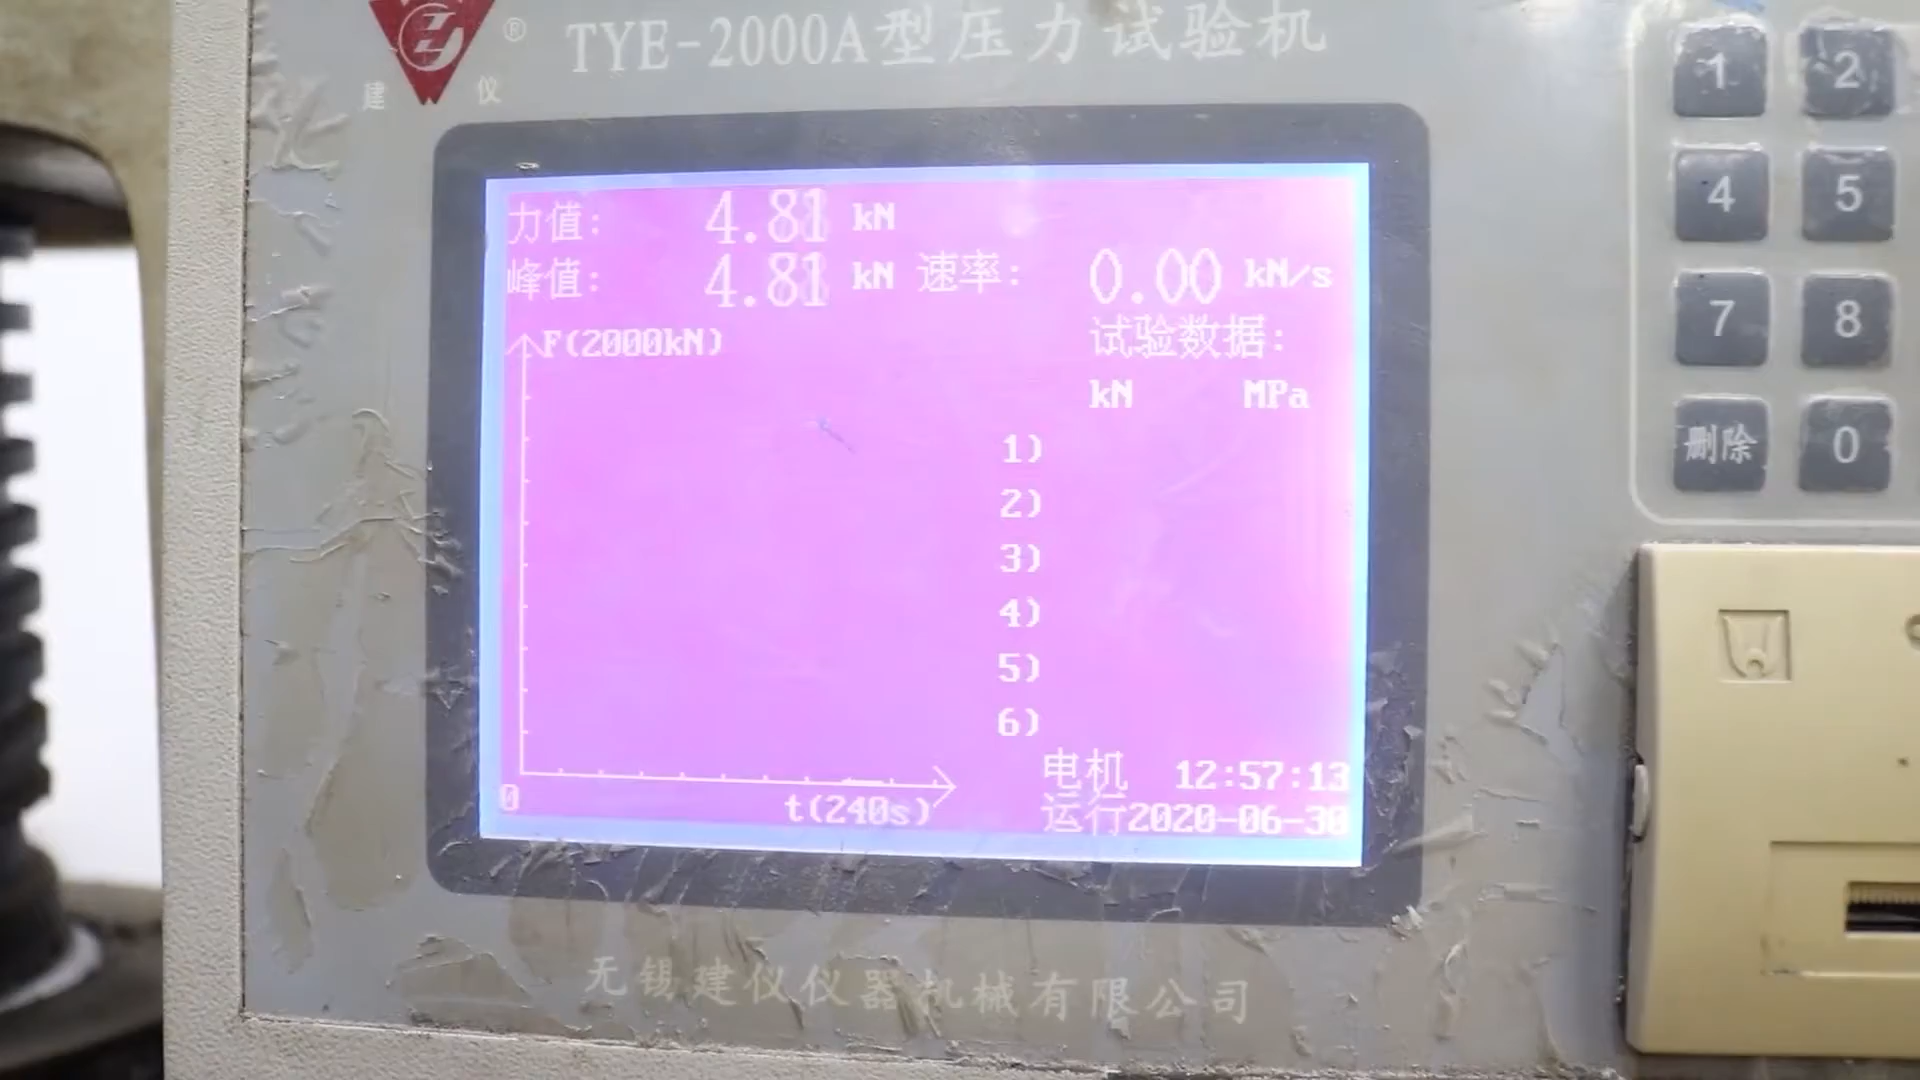 TYE-2000A型压力试验机
®
建 仪
力值: 4.81 kN
峰值: 4.81 kN 速率: 0.00 kN/s
F(2000kN)
试验数据:
kN MPa
1)
2)
3)
4)
5)
6)
电机 12:57:13
运行2020-06-30
0
t(240s)
无锡建仪仪器机械有限公司
1 2
4 5
7 8
删除 0